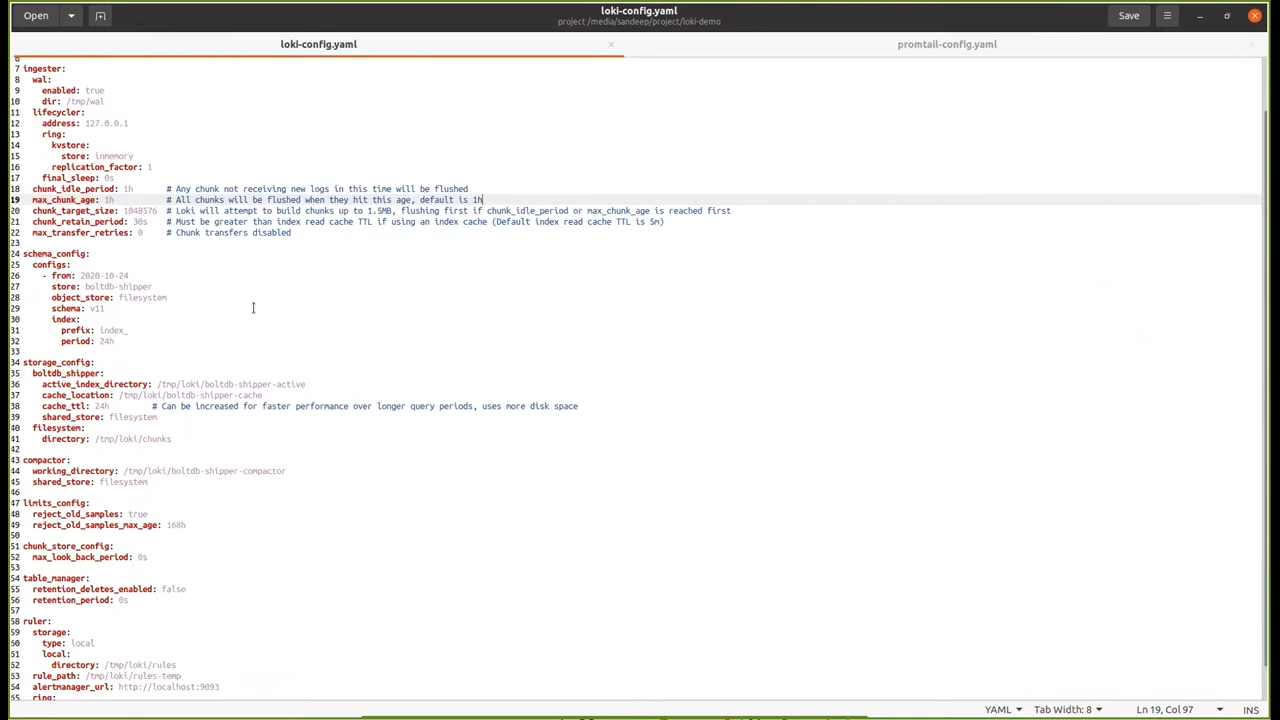 Open
loki-config.yaml
project /media/sandeep/project/loki-demo
Save
loki-config.yaml
promtail-config.yaml
6
7 ingester:
8 wal:
9 enabled: true
10 dir: /tmp/wal
11 lifecycler:
12 address: 127.0.0.1
13 ring:
14 kvstore:
15 store: inmemory
16 replication_factor: 1
17 final_sleep: 0s
18 chunk_idle_period: 1h # Any chunk not receiving new logs in this time will be flushed
19 max_chunk_age: 1h # All chunks will be flushed when they hit this age, default is 1h
20 chunk_target_size: 1048576 # Loki will attempt to build chunks up to 1.5MB, flushing first if chunk_idle_period or max_chunk_age is reached first
21 chunk_retain_period: 30s # Must be greater than index read cache TTL if using an index cache (Default index read cache TTL is 5m)
22 max_transfer_retries: 0 # Chunk transfers disabled
23
24 schema_config:
25 configs:
26 - from: 2020-10-24
27 store: boltdb-shipper
28 object_store: filesystem
29 schema: v11
30 index:
31 prefix: index_
32 period: 24h
33
34 storage_config:
35 boltdb_shipper:
36 active_index_directory: /tmp/loki/boltdb-shipper-active
37 cache_location: /tmp/loki/boltdb-shipper-cache
38 cache_ttl: 24h # Can be increased for faster performance over longer query periods, uses more disk space
39 shared_store: filesystem
40 filesystem:
41 directory: /tmp/loki/chunks
42
43 compactor:
44 working_directory: /tmp/loki/boltdb-shipper-compactor
45 shared_store: filesystem
46
47 limits_config:
48 reject_old_samples: true
49 reject_old_samples_max_age: 168h
50
51 chunk_store_config:
52 max_look_back_period: 0s
53
54 table_manager:
55 retention_deletes_enabled: false
56 retention_period: 0s
57
58 ruler:
59 storage:
60 type: local
61 local:
62 directory: /tmp/loki/rules
63 rule_path: /tmp/loki/rules-temp
64 alertmanager_url: http://localhost:9093
65 ring:
YAML
Tab Width: 8
Ln 19, Col 97
INS